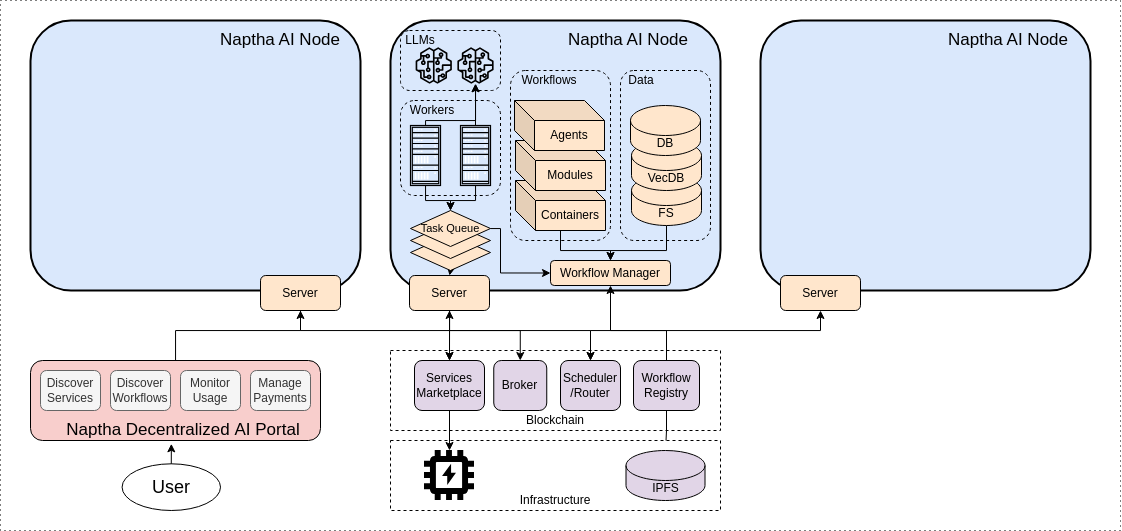 Naptha AI Node
Naptha AI Node
Naptha AI Node
LLMs
Workers
Workflows
Data
Agents
Modules
Containers
DB
VecDB
FS
Task Queue
Workflow Manager
Server
Server
Server
Discover
Services
Discover
Workflows
Monitor
Usage
Manage
Payments
Naptha Decentralized AI Portal
User
Services
Marketplace
Broker
Scheduler
/Router
Workflow
Registry
Blockchain
IPFS
Infrastructure